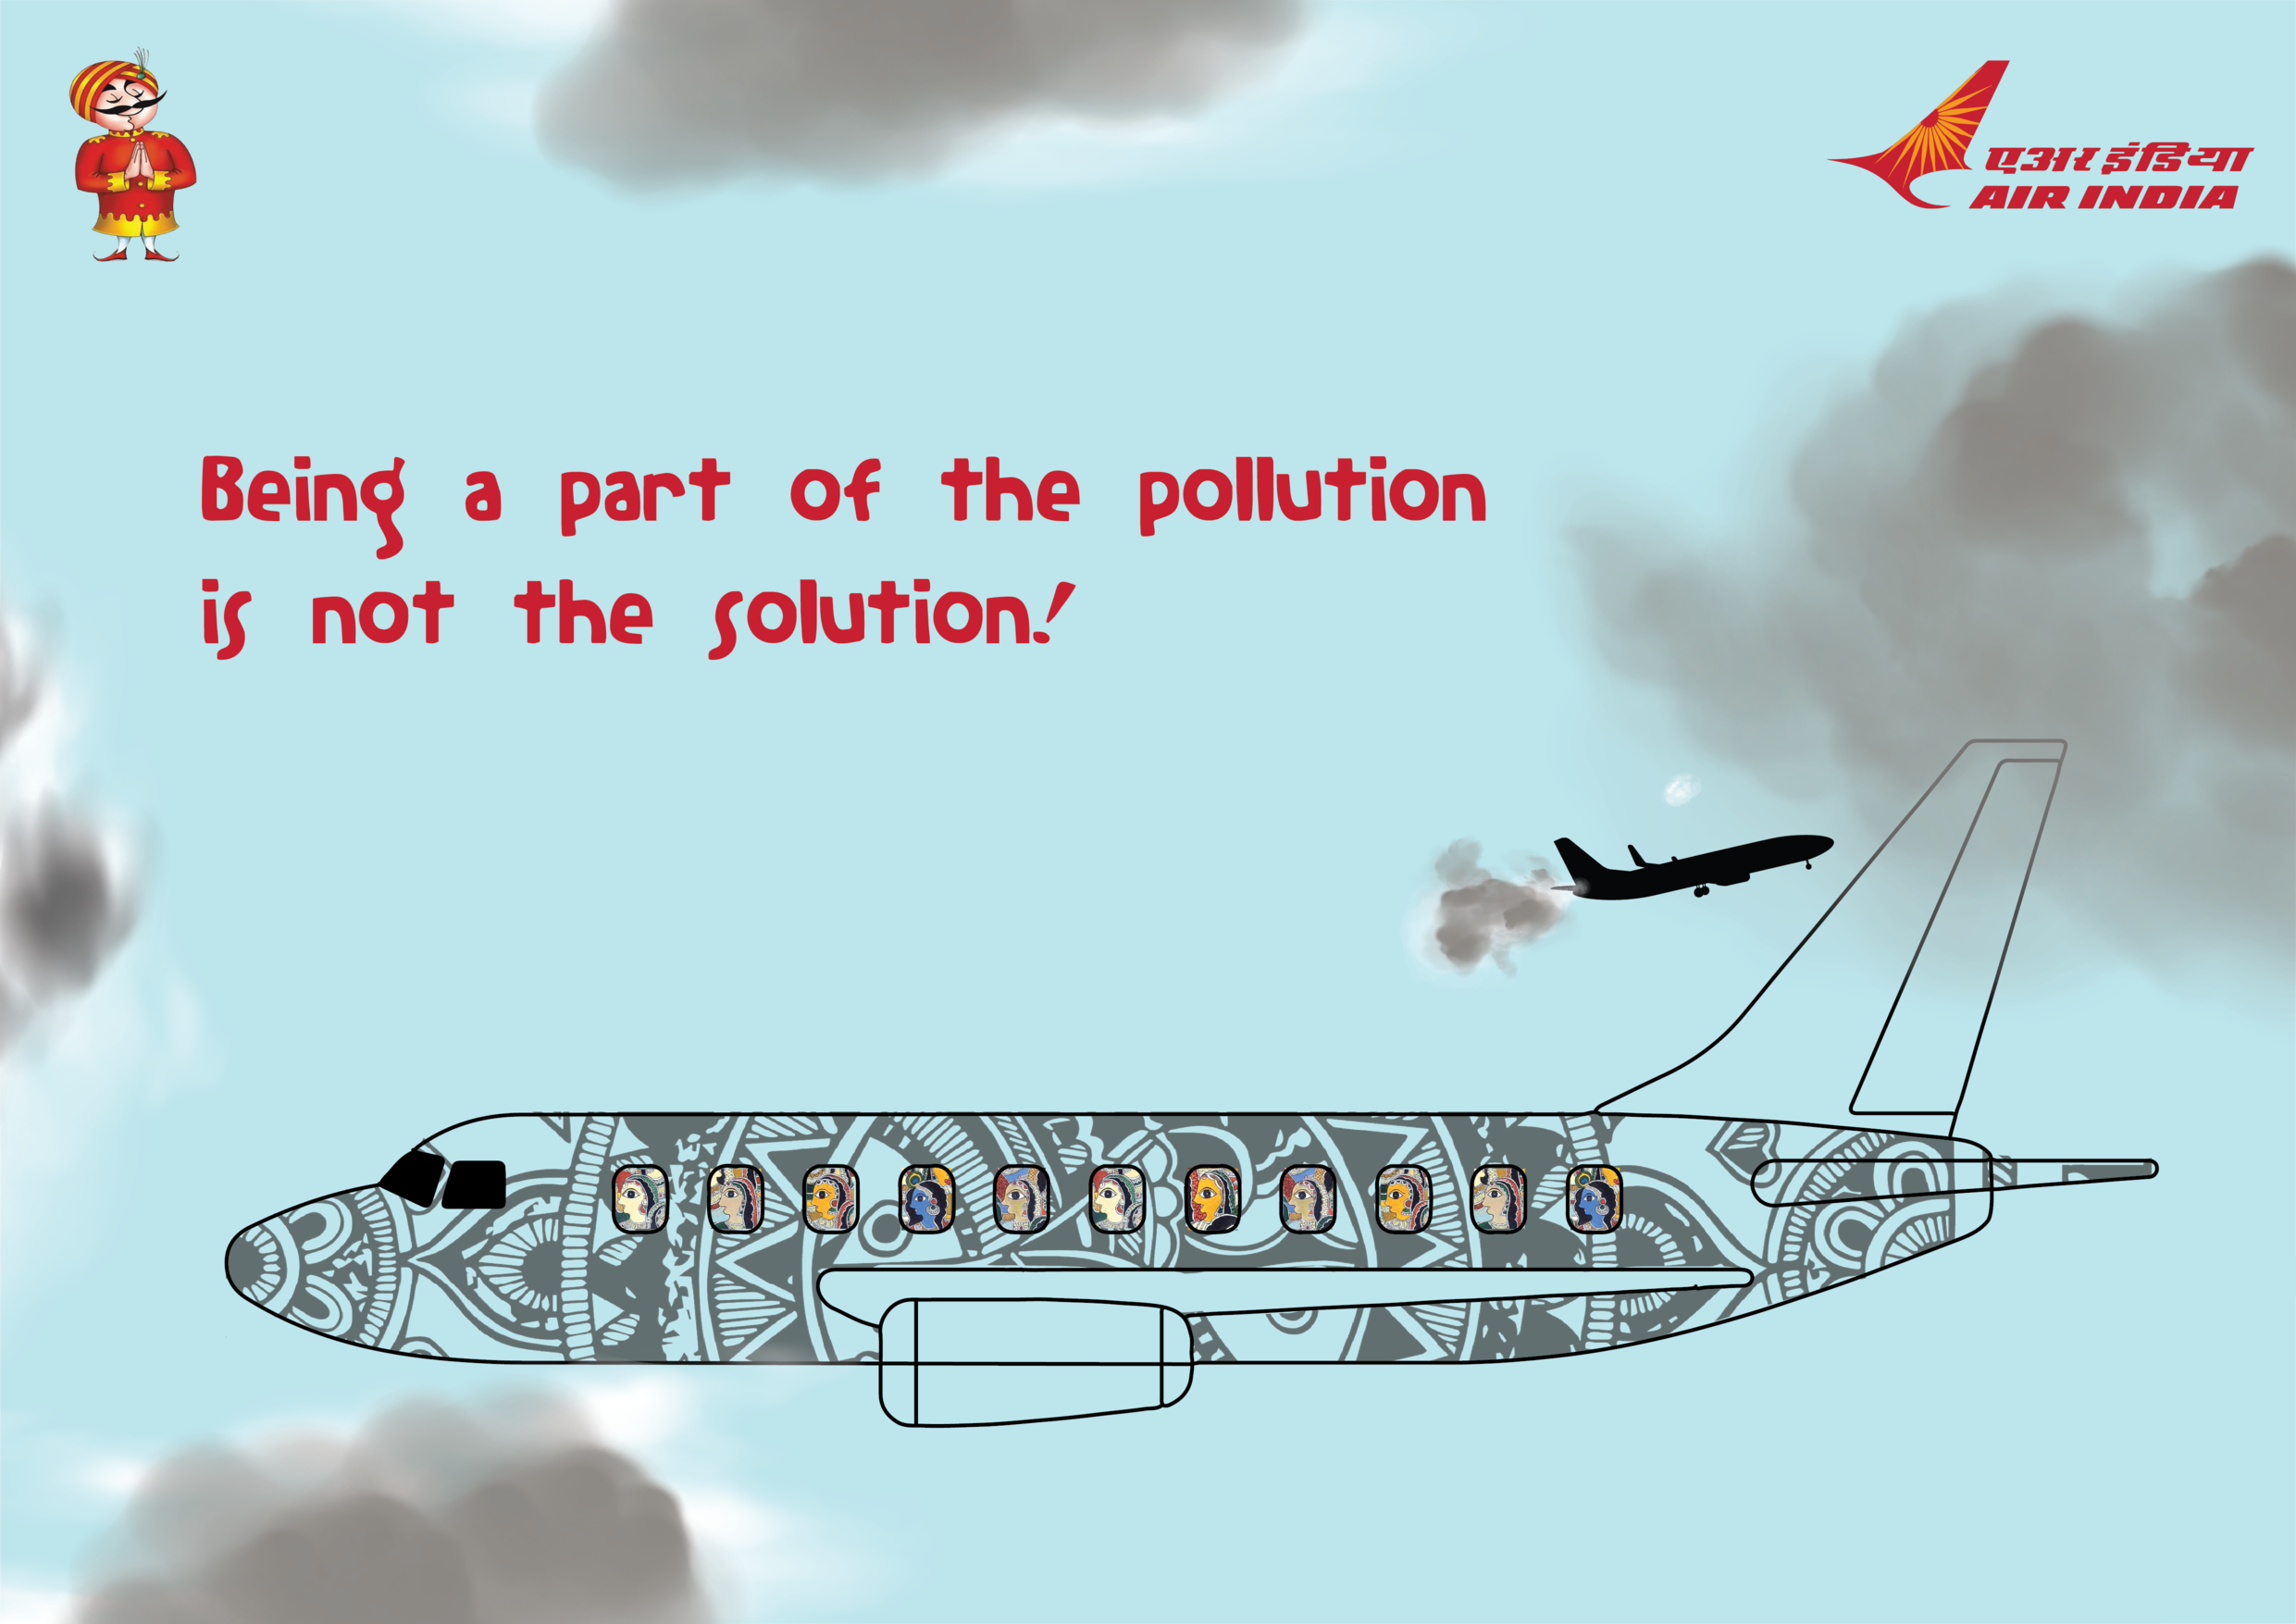 एअर इंडिया
AIR INDIA
Being a part of the pollution
is not the solution!